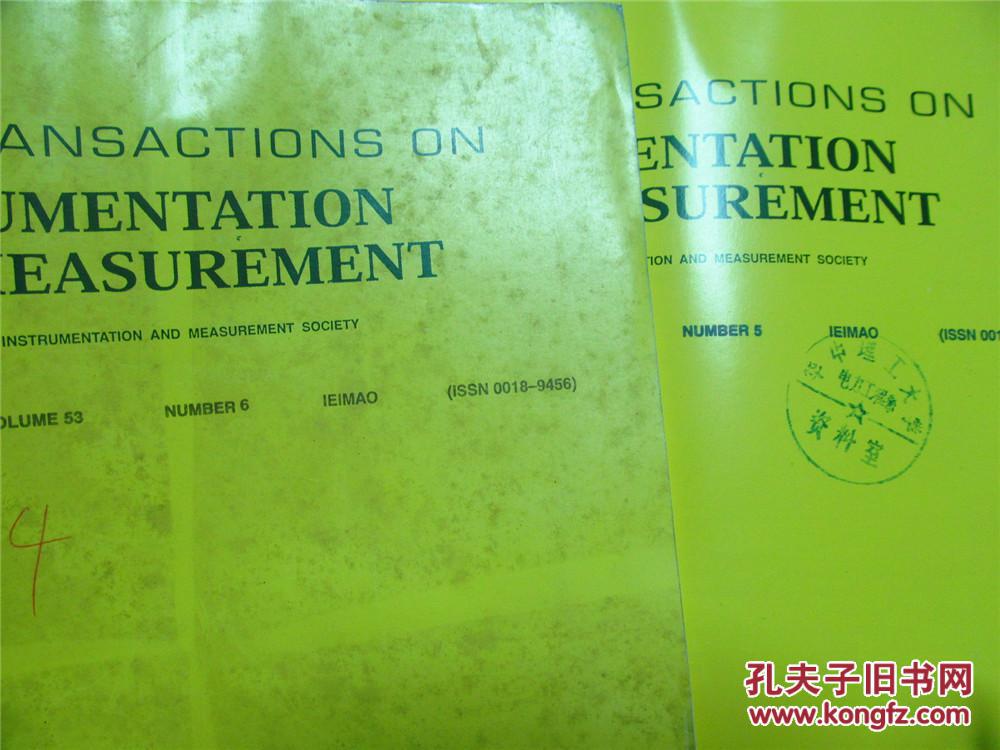 ANSACTIONS ON
UMENTATION
EASUREMENT
INSTRUMENTATION AND MEASUREMENT SOCIETY
OLUME 53 NUMBER 6 IEIMAO (ISSN 0018–9456)
4
SACTIONS ON
ENTATION
SUREMENT
TION AND MEASUREMENT SOCIETY
NUMBER 5 IEIMAO (ISSN 001
资料室
孔夫子旧书网
www.kongfz.com